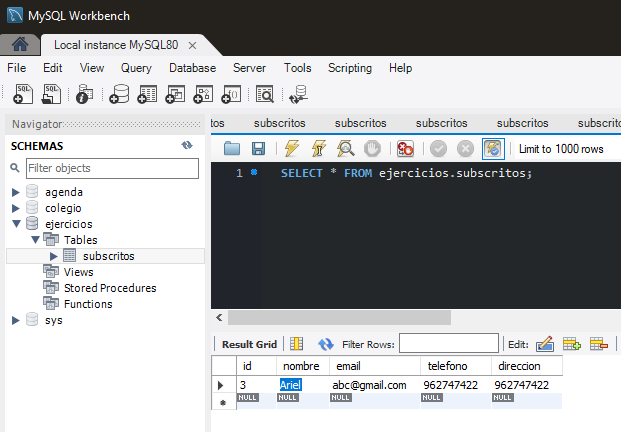 MySQL Workbench
Local instance MySQL80
File Edit View Query Database Server Tools Scripting Help
Navigator
tos subscritos subscritos subscritos subscritos subscritos
SCHEMAS
Filter objects
Limit to 1000 rows
1 SELECT * FROM ejercicios.subscritos;
agenda
colegio
ejercicios
Tables
subscritos
Views
Stored Procedures
Functions
sys
Result Grid Filter Rows: Edit:
id nombre email telefono direccion
3 Ariel abc@gmail.com 962747422 962747422
NULL NULL NULL NULL NULL